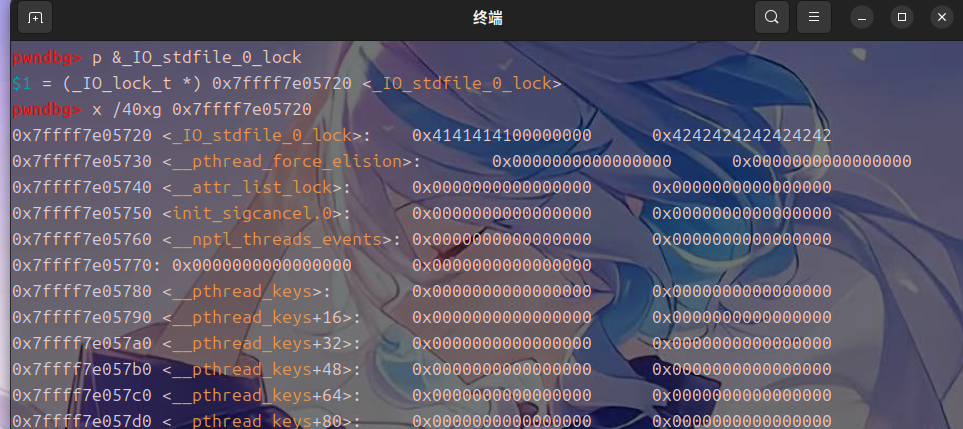 终端
pwndbg> p &_IO_stdfile_0_lock
$1 = (_IO_lock_t *) 0x7ffff7e05720 <_IO_stdfile_0_lock>
pwndbg> x /40xg 0x7ffff7e05720
0x7ffff7e05720 <_IO_stdfile_0_lock>: 0x4141414100000000 0x4242424242424242
0x7ffff7e05730 <__pthread_force_elision>: 0x0000000000000000 0x0000000000000000
0x7ffff7e05740 <__attr_list_lock>: 0x0000000000000000 0x0000000000000000
0x7ffff7e05750 <init_sigcancel.0>: 0x0000000000000000 0x0000000000000000
0x7ffff7e05760 <__nptl_threads_events>: 0x0000000000000000 0x0000000000000000
0x7ffff7e05770: 0x0000000000000000 0x0000000000000000
0x7ffff7e05780 <__pthread_keys>: 0x0000000000000000 0x0000000000000000
0x7ffff7e05790 <__pthread_keys+16>: 0x0000000000000000 0x0000000000000000
0x7ffff7e057a0 <__pthread_keys+32>: 0x0000000000000000 0x0000000000000000
0x7ffff7e057b0 <__pthread_keys+48>: 0x0000000000000000 0x0000000000000000
0x7ffff7e057c0 <__pthread_keys+64>: 0x0000000000000000 0x0000000000000000
0x7ffff7e057d0 <__pthread_keys+80>: 0x0000000000000000 0x0000000000000000